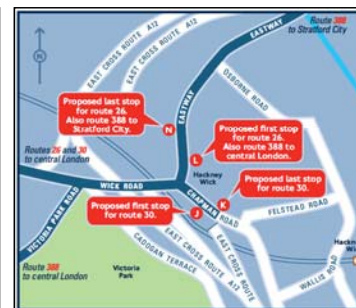 Route 388
to Stratford City
EAST CROSS ROUTE A12
EAST CROSS ROUTE A12
EASTWAY
OSBORNE ROAD
N
Proposed last stop
for route 26.
Also route 388 to
Stratford City.
N
EASTWAY
Proposed first stop
for route 26.
Also route 388 to
central London.
L
Hackney
Wick
Routes 26 and 30
to central London
WICK ROAD
CHAPMAN ROAD
Proposed last stop
for route 30.
K
Proposed first stop
for route 30.
J
FELSTEAD ROAD
VICTORIA PARK ROAD
CADOGAN TERRACE
EAST CROSS ROUTE
EAST CROSS ROUTE
WALLIS ROAD
Victoria
Park
Route 388
to central London